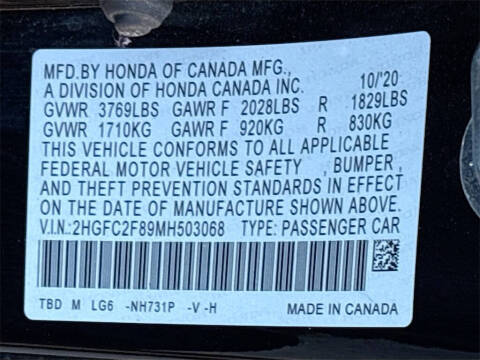 MFD.BY HONDA OF CANADA MFG.,
A DIVISION OF HONDA CANADA INC. 10/'20
GVWR 3769LBS GAWR F 2028LBS R 1829LBS
GVWR 1710KG GAWR F 920KG R 830KG
THIS VEHICLE CONFORMS TO ALL APPLICABLE
FEDERAL MOTOR VEHICLE SAFETY , BUMPER ,
AND THEFT PREVENTION STANDARDS IN EFFECT
ON THE DATE OF MANUFACTURE SHOWN ABOVE.
V.I.N.:2HGFC2F89MH503068 TYPE: PASSENGER CAR
TBD M LG6 -NH731P -V -H MADE IN CANADA